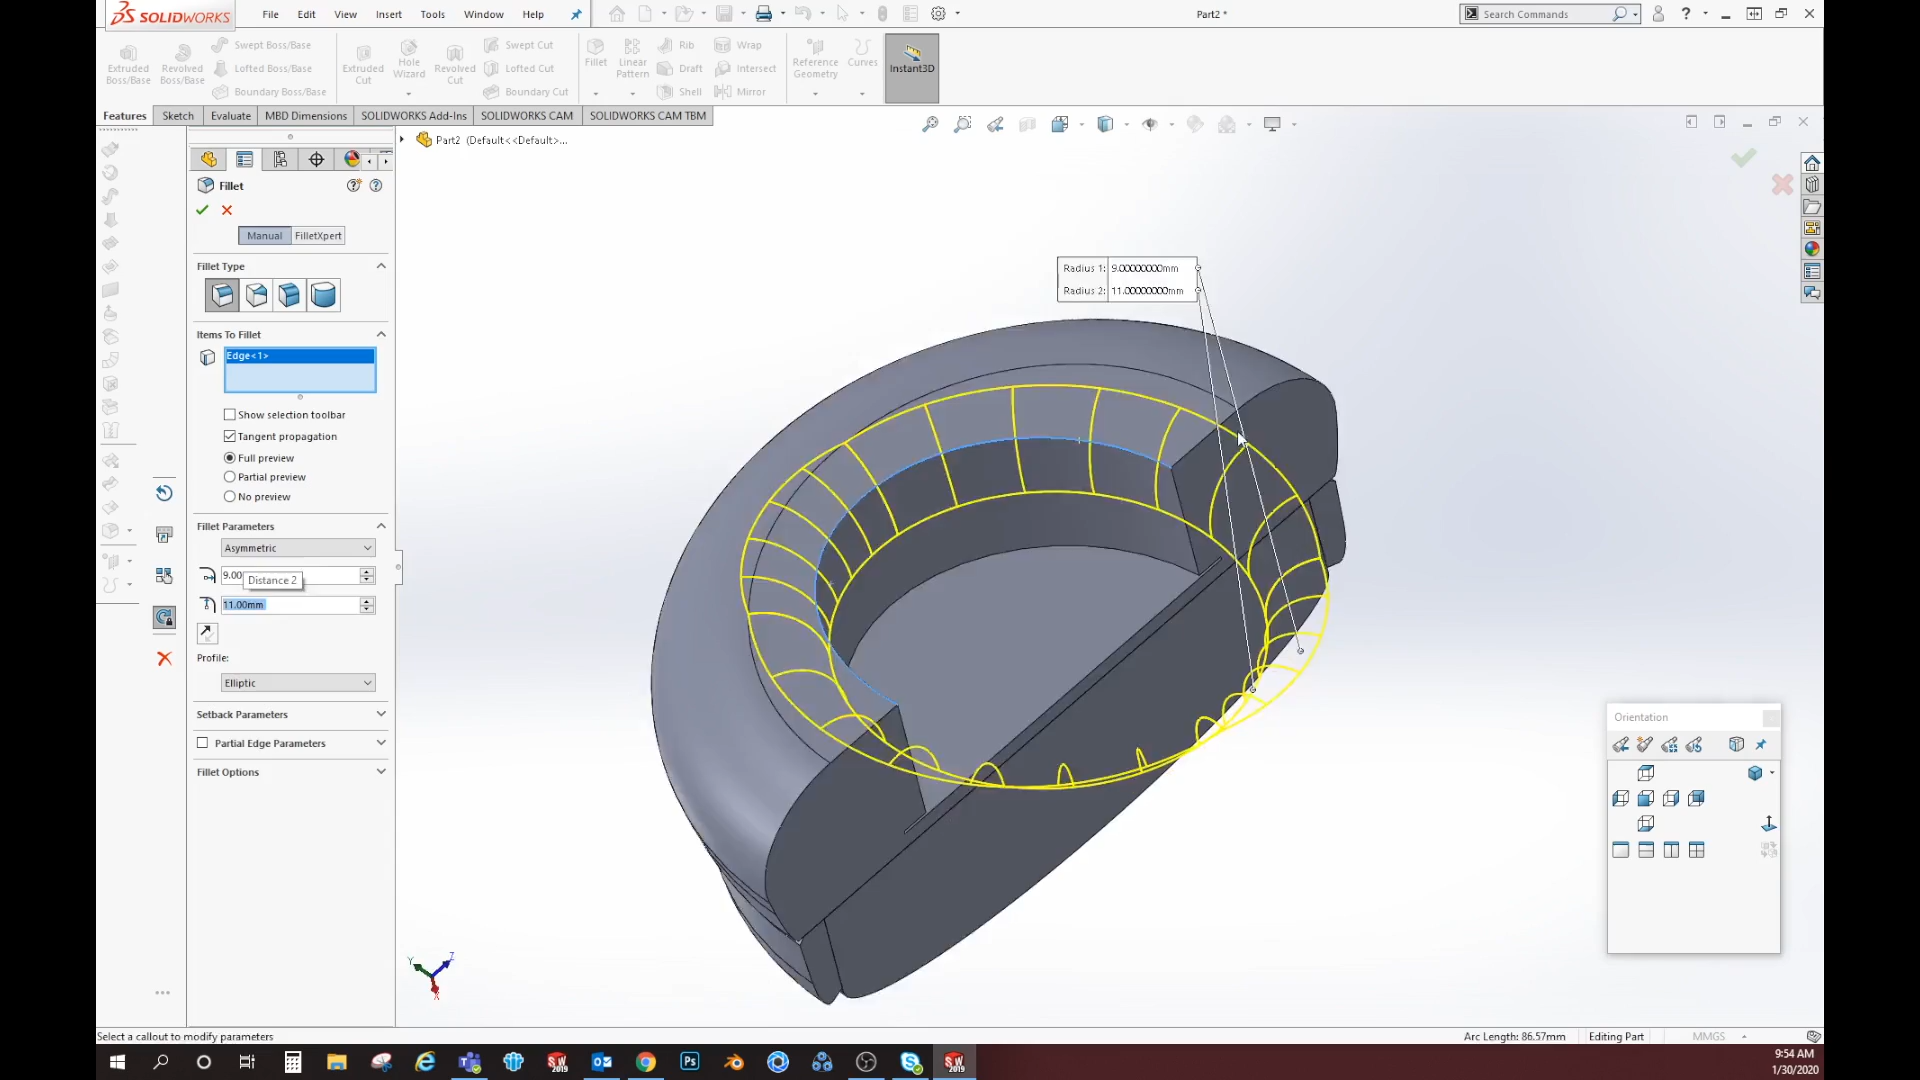 SOLIDWORKS File Edit View Insert Tools Window Help Part2 * Search Commands ?
Extruded Boss/Base
Revolved Boss/Base
Swept Boss/Base
Lofted Boss/Base
Boundary Boss/Base
Extruded Cut
Hole Wizard
Revolved Cut
Swept Cut
Lofted Cut
Boundary Cut
Fillet
Linear Pattern
Rib
Draft
Shell
Wrap
Intersect
Mirror
Reference Geometry
Curves
Instant3D
Features Sketch Evaluate MBD Dimensions SOLIDWORKS Add-Ins SOLIDWORKS CAM SOLIDWORKS CAM TBM
Part2 (Default<<Default>...
Fillet
Manual FilletXpert
Fillet Type
Items To Fillet
Edge<1>
Show selection toolbar
Tangent propagation
Full preview
Partial preview
No preview
Fillet Parameters
Asymmetric
9.00
Distance 2
11.00mm
Profile:
Elliptic
Setback Parameters
Partial Edge Parameters
Fillet Options
Radius 1: 9.00000000mm
Radius 2: 11.00000000mm
Orientation
Y Z
X
Select a callout to modify parameters
Arc Length: 86.57mm Editing Part MMGS
SW 2019 Ps SW 2019
9:54 AM
1/30/2020